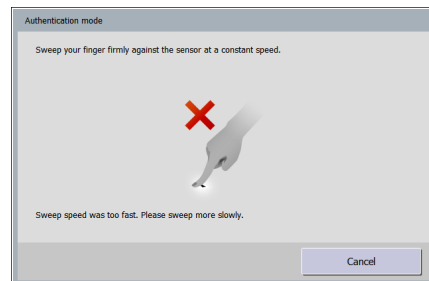 Authentication mode
Sweep your finger firmly against the sensor at a constant speed.
Sweep speed was too fast. Please sweep more slowly.
Cancel